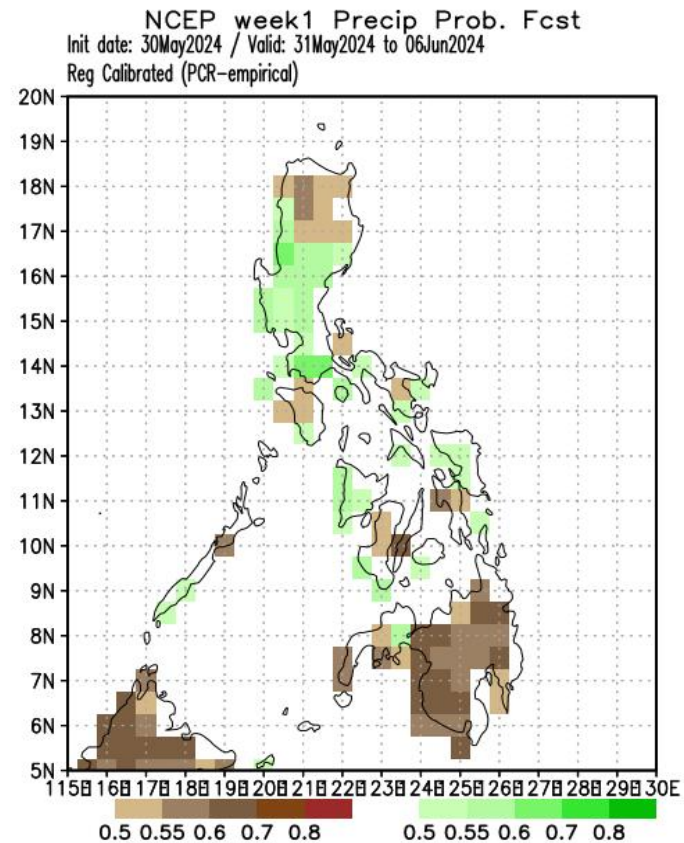 NCEP week1 Precip Prob. Fcst
Init date: 30May2024 / Valid: 31May2024 to 06Jun2024
Reg Calibrated (PCR-empirical)
20N
19N
18N
17N
16N
15N
14N
13N
12N
11N
10N
9N
8N
7N
6N
5N
115E 116E 117E 118E 119E 120E 121E 122E 123E 124E 125E 126E 127E 128E 129E 130E
0.5 0.55 0.6 0.7 0.8 0.5 0.55 0.6 0.7 0.8